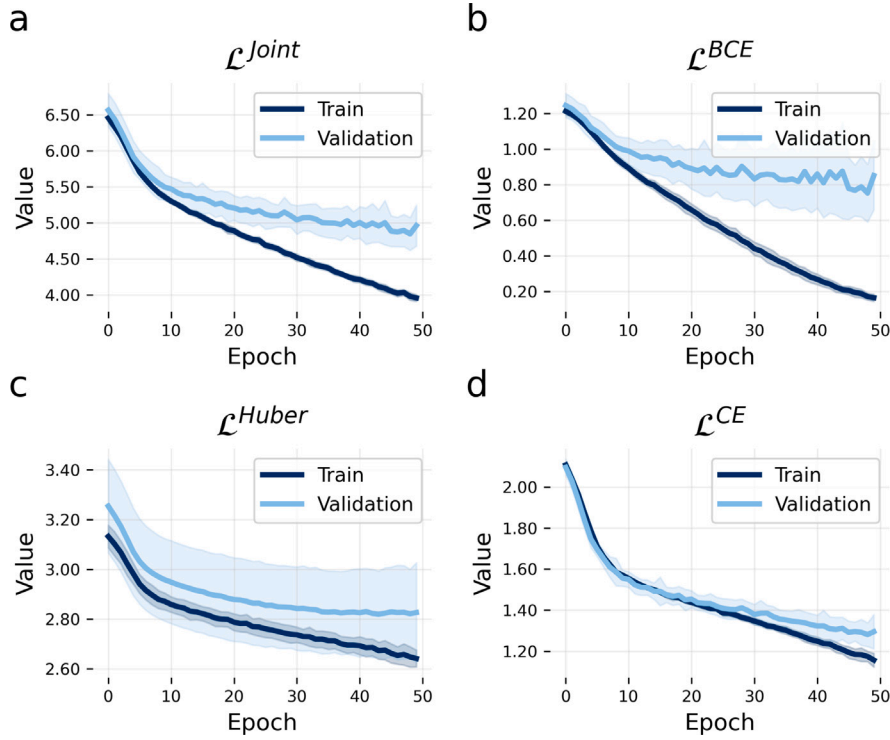 a
ℒ^Joint
Value
6.50
6.00
5.50
5.00
4.50
4.00
Train
Validation
0 10 20 30 40 50
Epoch
b
ℒ^BCE
Value
1.20
1.00
0.80
0.60
0.40
0.20
Train
Validation
0 10 20 30 40 50
Epoch
c
ℒ^Huber
Value
3.40
3.20
3.00
2.80
2.60
Train
Validation
0 10 20 30 40 50
Epoch
d
ℒ^CE
Value
2.00
1.80
1.60
1.40
1.20
Train
Validation
0 10 20 30 40 50
Epoch